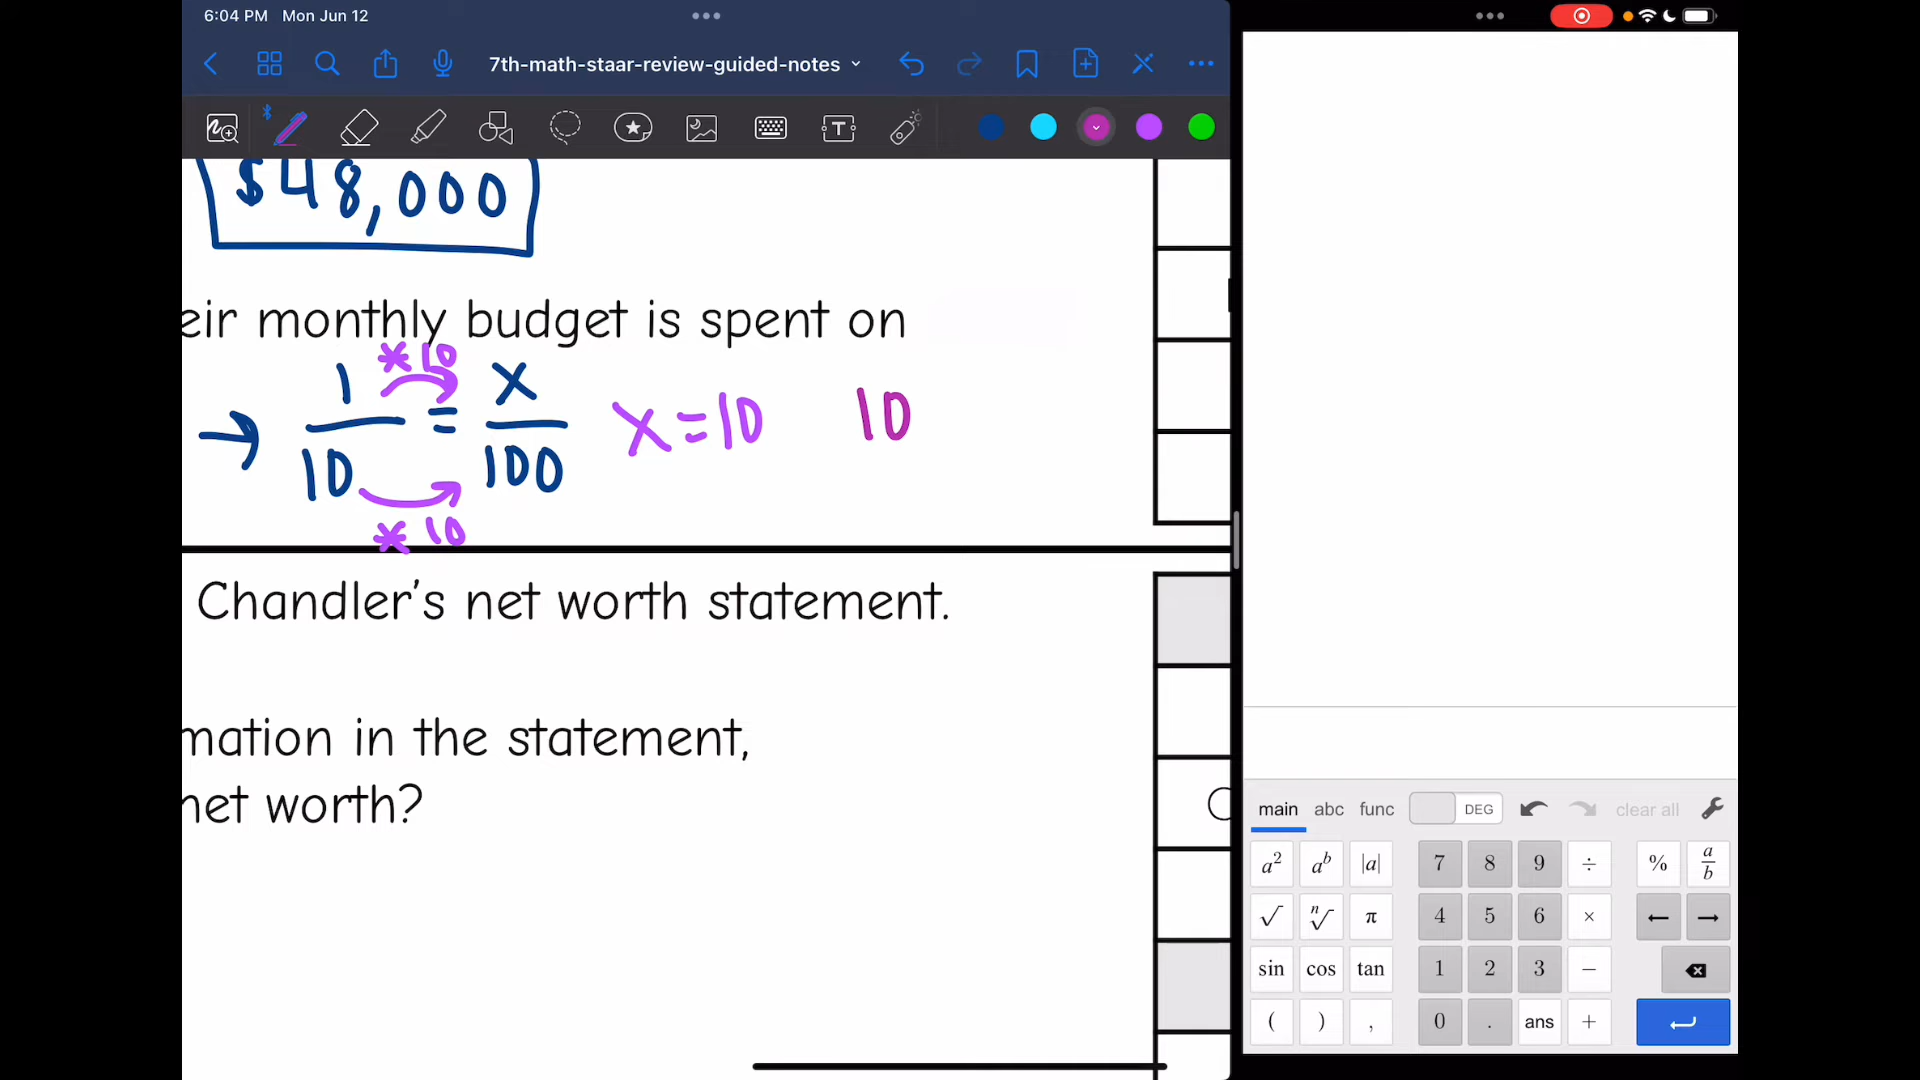 6:04 PM Mon Jun 12
7th-math-staar-review-guided-notes
$48,000
eir monthly budget is spent on
* 10
1/10 = x/100
x=10
10
* 10
Chandler's net worth statement.
mation in the statement,
net worth?
main abc func DEG clear all
a² aᵇ |a| 7 8 9 ÷ % a/b
√ ⁿ√ π 4 5 6 × ← →
sin cos tan 1 2 3 −
( ) , 0 . ans +